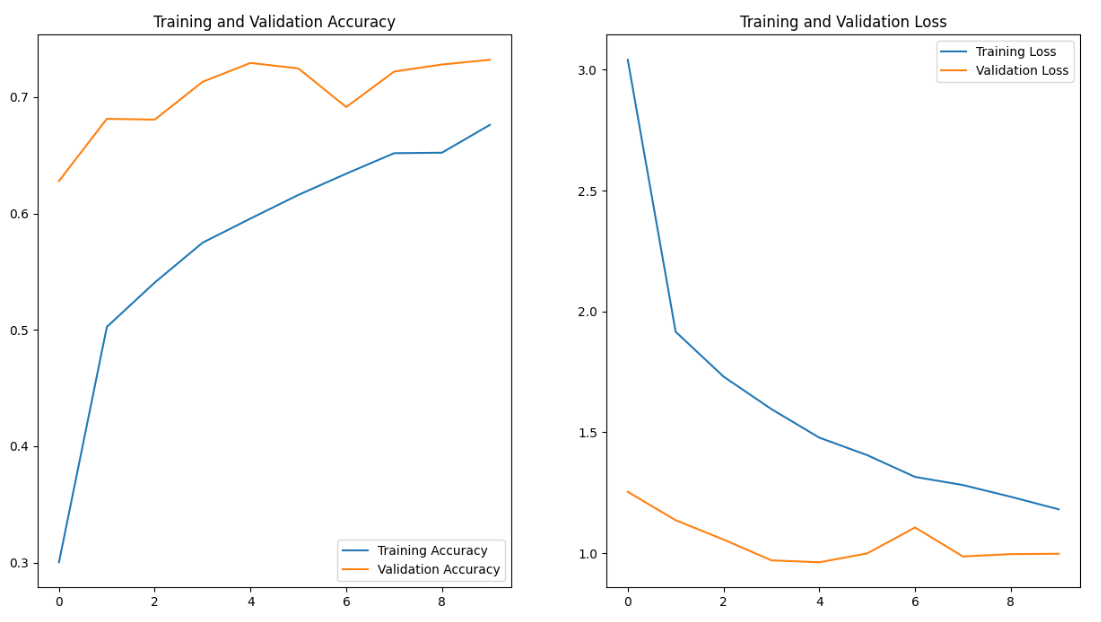 Training and Validation Accuracy
0.7
0.6
0.5
0.4
0.3
0 2 4 6 8
Training Accuracy
Validation Accuracy
Training and Validation Loss
3.0
2.5
2.0
1.5
1.0
0 2 4 6 8
Training Loss
Validation Loss